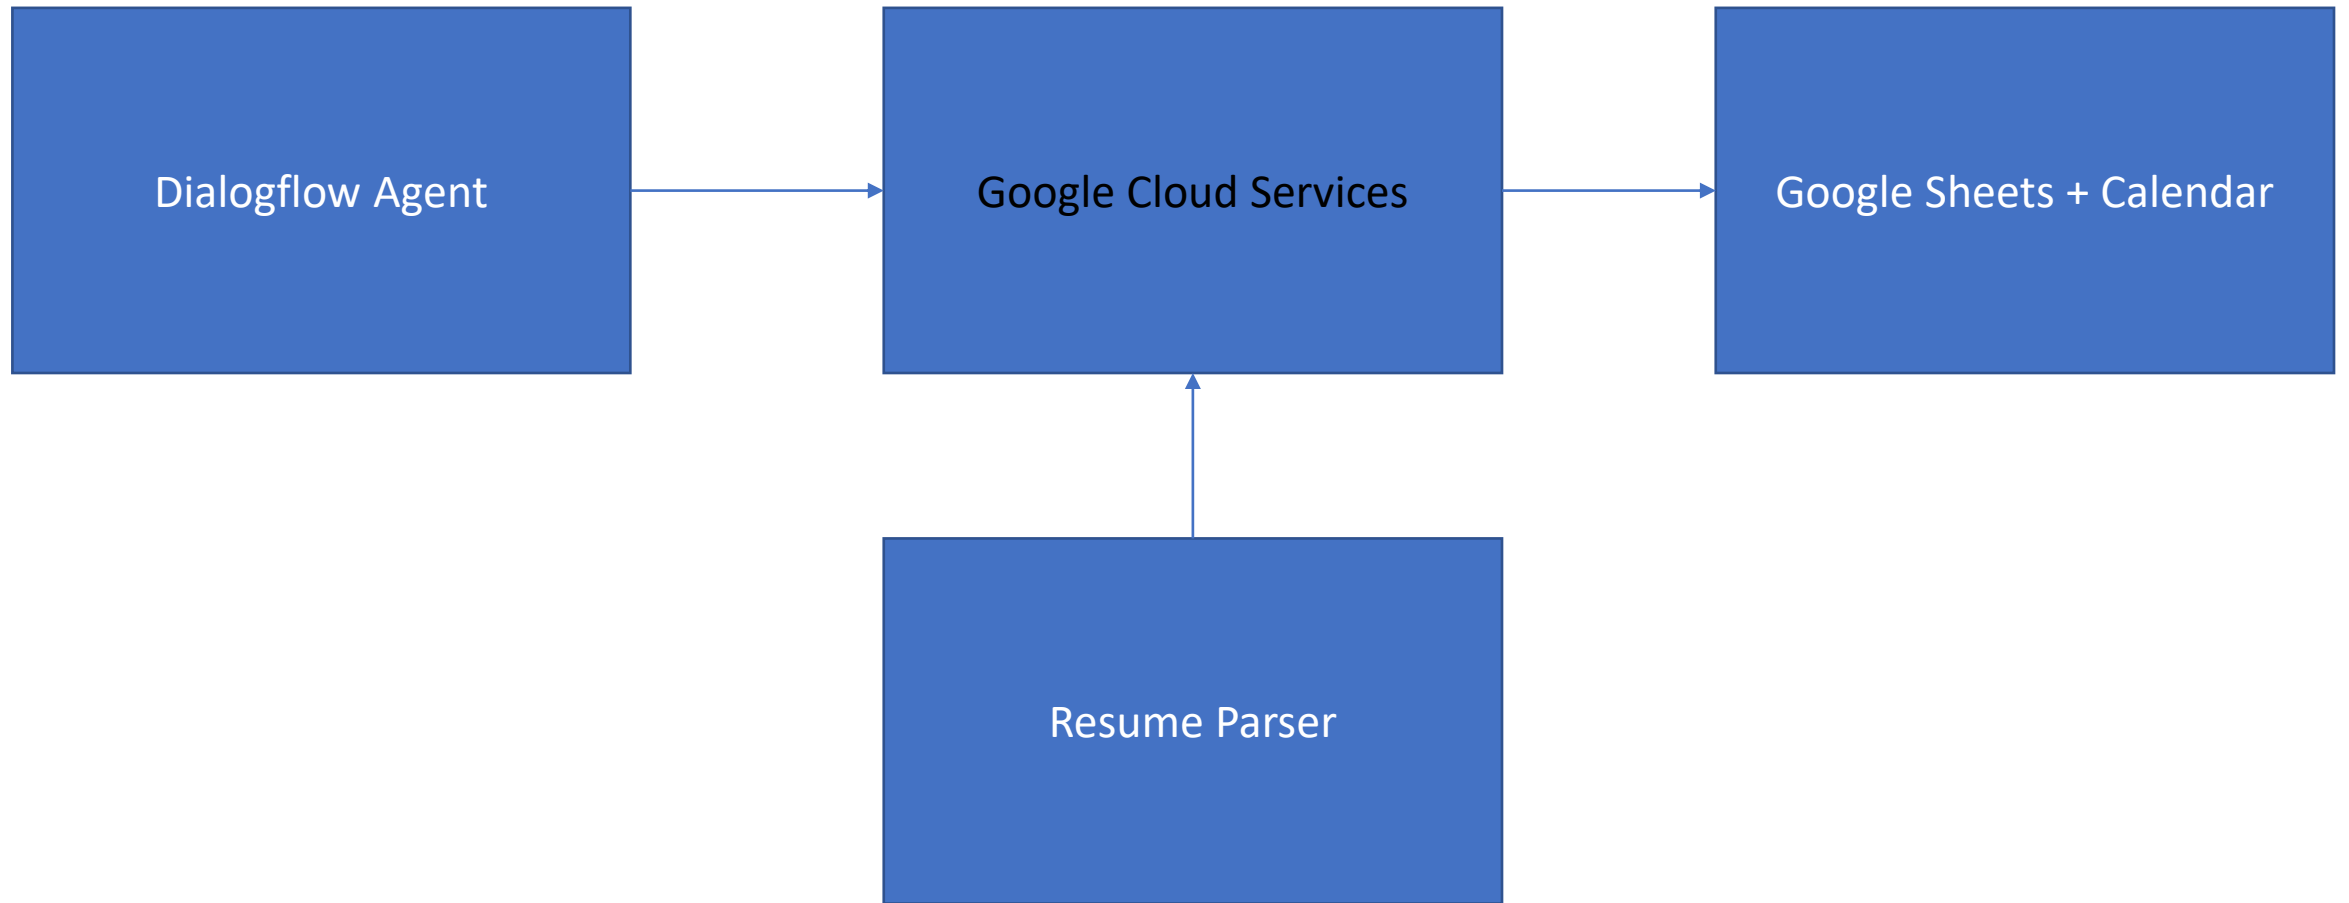 Dialogflow Agent
Google Cloud Services
Google Sheets + Calendar
Resume Parser